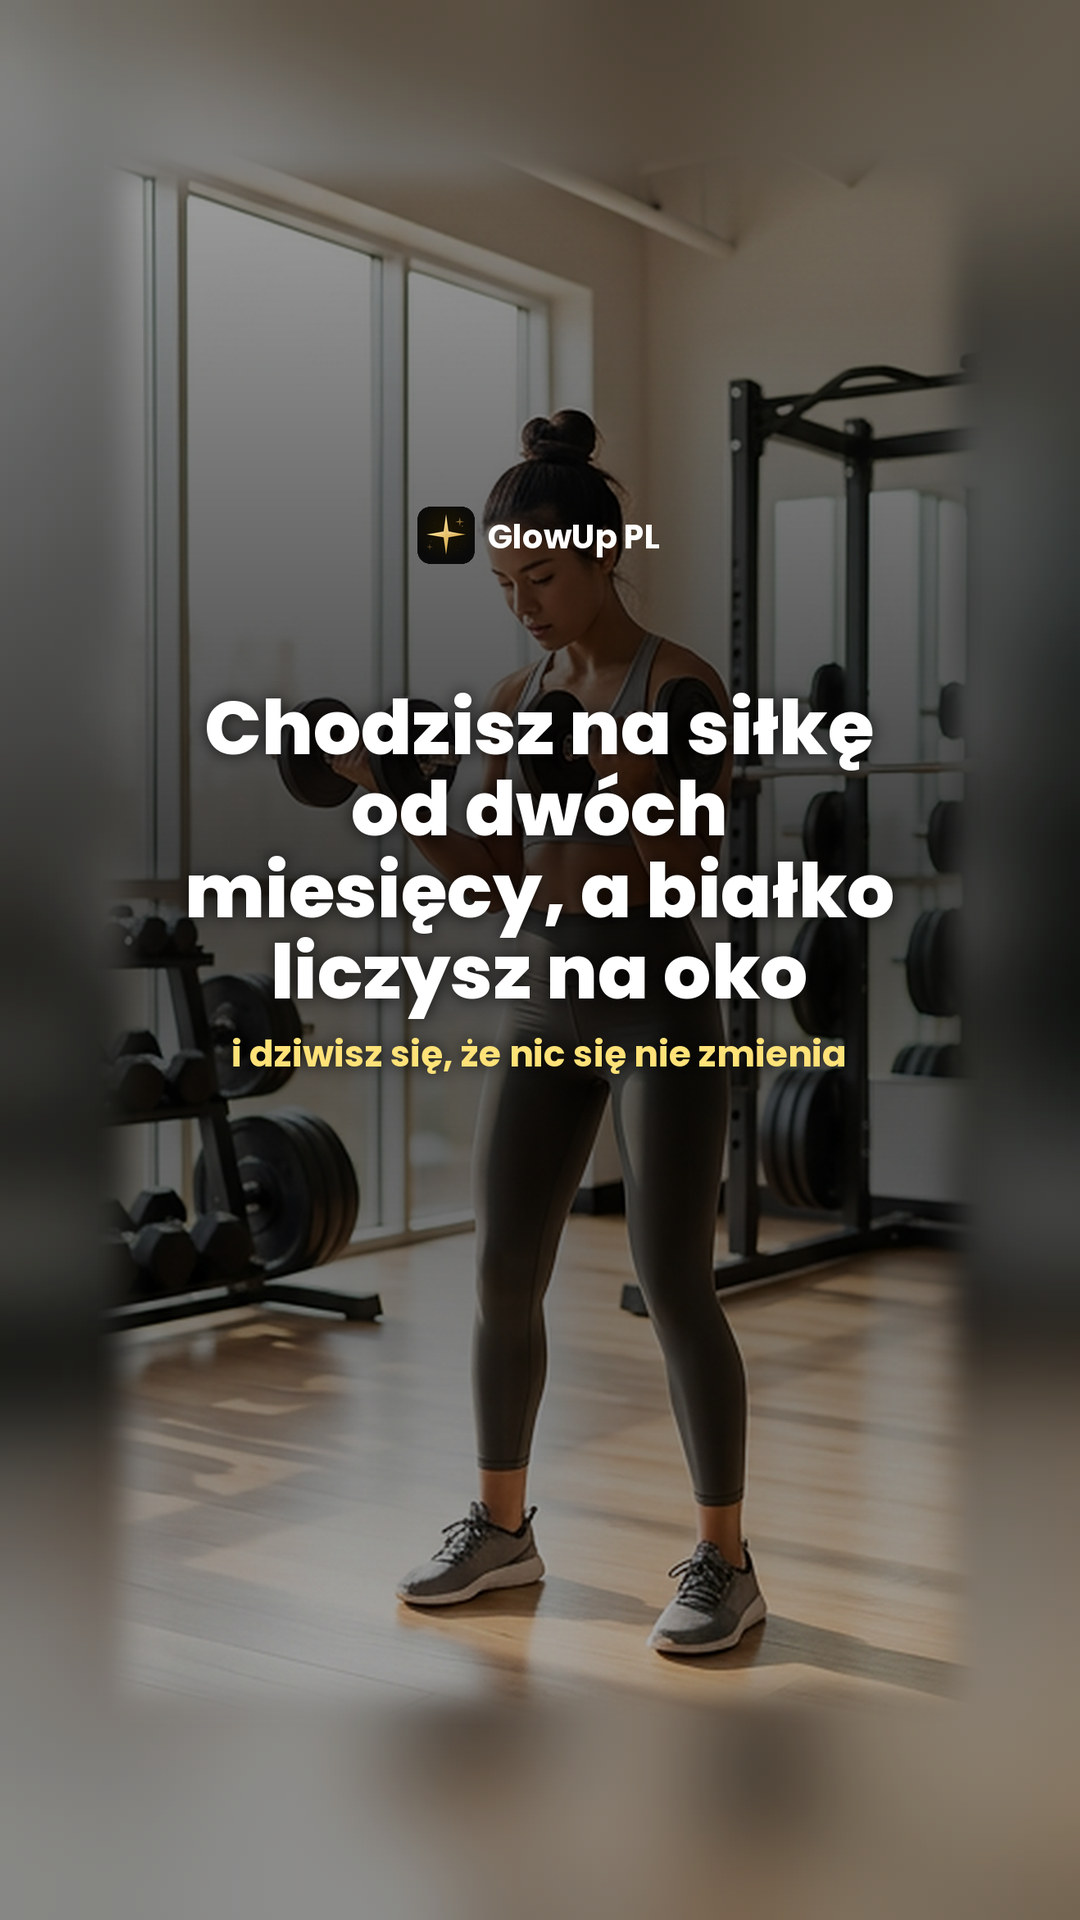 GlowUp PL
Chodzisz na siłkę
od dwóch
miesięcy, a białko
liczysz na oko
i dziwisz się, że nic się nie zmienia